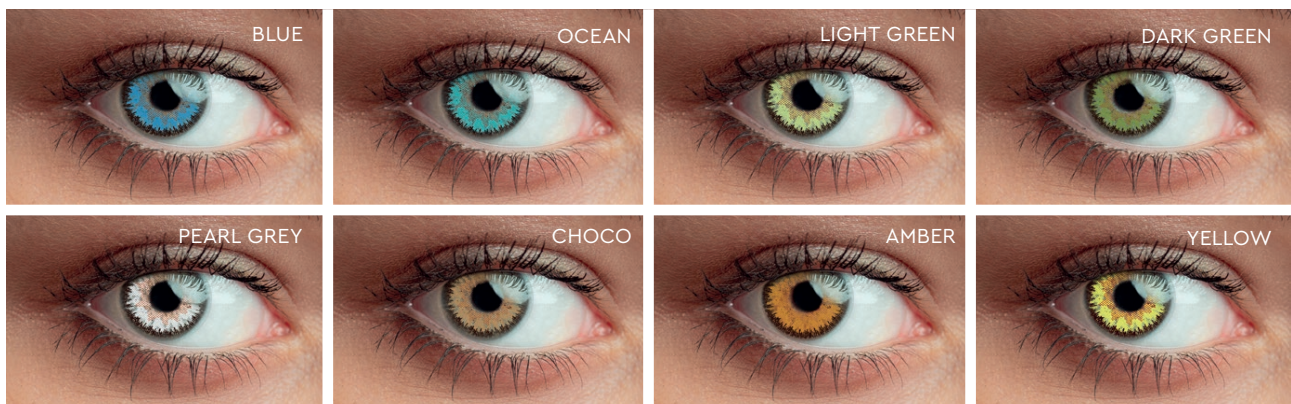 BLUE
OCEAN
LIGHT GREEN
DARK GREEN
PEARL GREY
CHOCO
AMBER
YELLOW